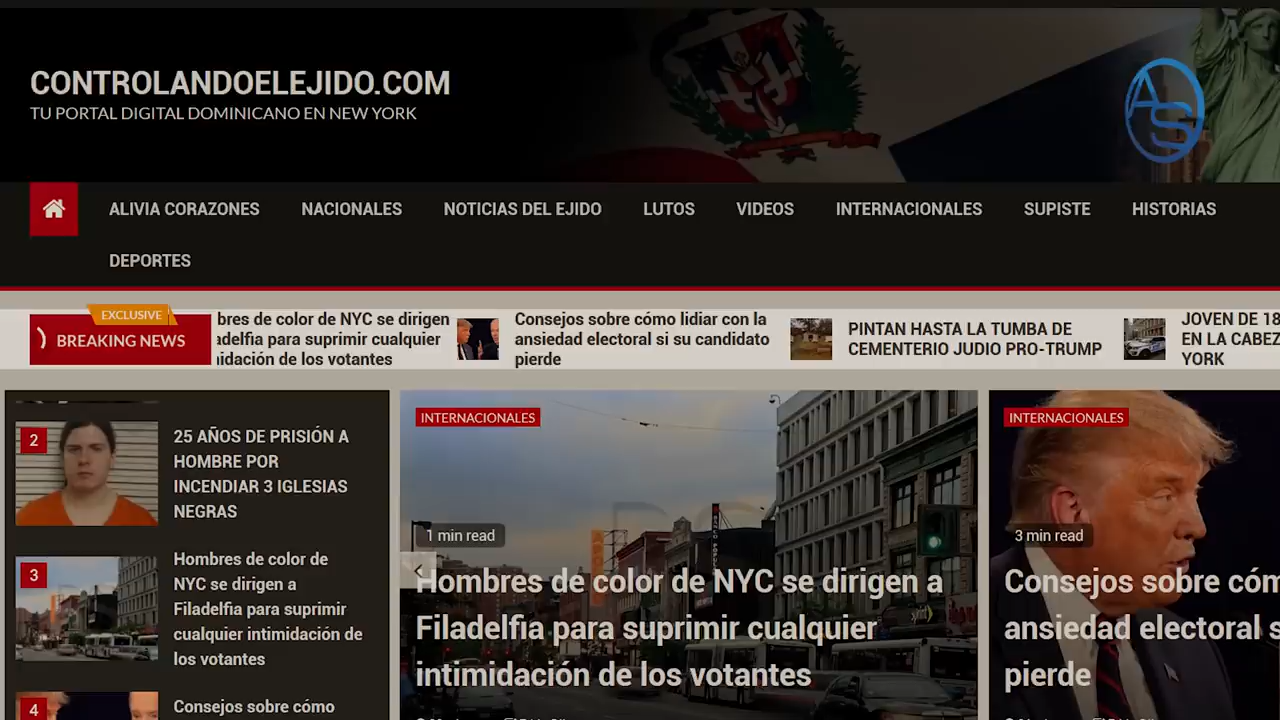 CONTROLANDOELEJIDO.COM
TU PORTAL DIGITAL DOMINICANO EN NEW YORK
AS
ALIVIA CORAZONES
NACIONALES
NOTICIAS DEL EJIDO
LUTOS
VIDEOS
INTERNACIONALES
SUPISTE
HISTORIAS
DEPORTES
EXCLUSIVE
BREAKING NEWS
bres de color de NYC se dirigen
adelfia para suprimir cualquier
idación de los votantes
Consejos sobre cómo lidiar con la
ansiedad electoral si su candidato
pierde
PINTAN HASTA LA TUMBA DE
CEMENTERIO JUDIO PRO-TRUMP
JOVEN DE 18
EN LA CABEZ
YORK
2
25 AÑOS DE PRISIÓN A
HOMBRE POR
INCENDIAR 3 IGLESIAS
NEGRAS
3
Hombres de color de
NYC se dirigen a
Filadelfia para suprimir
cualquier intimidación de
los votantes
4
Consejos sobre cómo
INTERNACIONALES
1 min read
Hombres de color de NYC se dirigen a
Filadelfia para suprimir cualquier
intimidación de los votantes
INTERNACIONALES
3 min read
Consejos sobre cóm
ansiedad electoral s
pierde